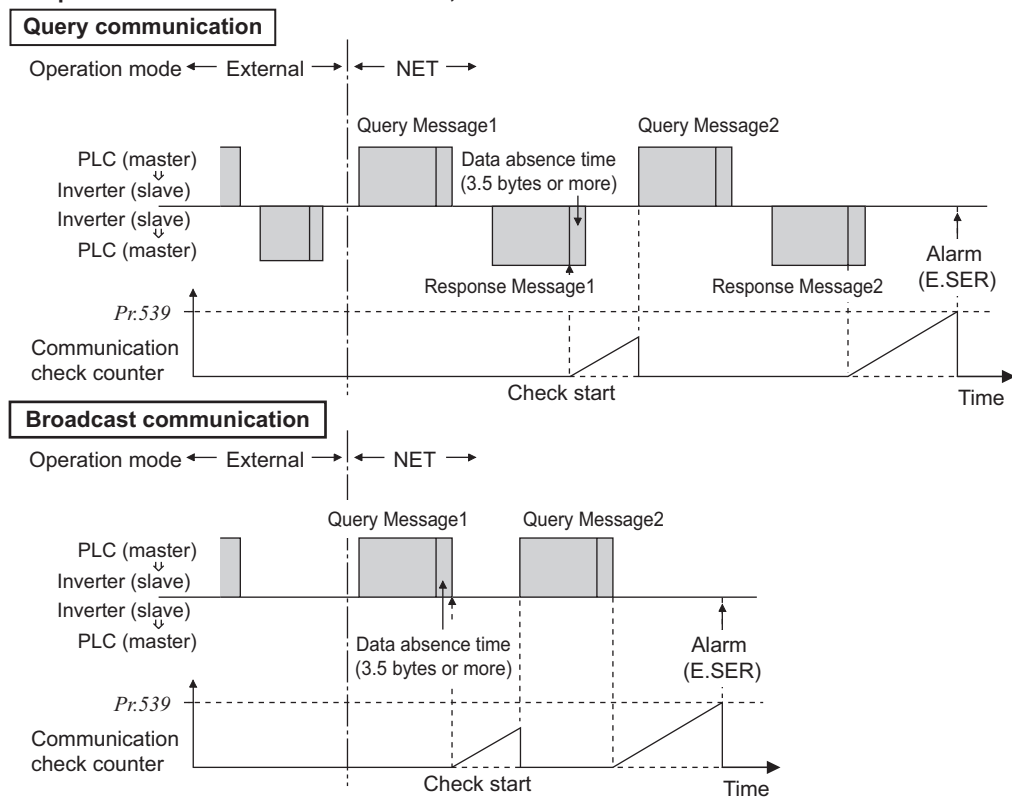 Query communication
Operation mode External NET
Query Message1 Query Message2
PLC (master)
Inverter (slave)
Inverter (slave)
PLC (master)
Data absence time
(3.5 bytes or more)
Alarm
(E.SER)
Response Message1 Response Message2
Pr.539
Communication
check counter
Check start
Time
Broadcast communication
Operation mode External NET
Query Message1 Query Message2
PLC (master)
Inverter (slave)
Inverter (slave)
PLC (master)
Data absence time
(3.5 bytes or more)
Alarm
(E.SER)
Pr.539
Communication
check counter
Check start
Time